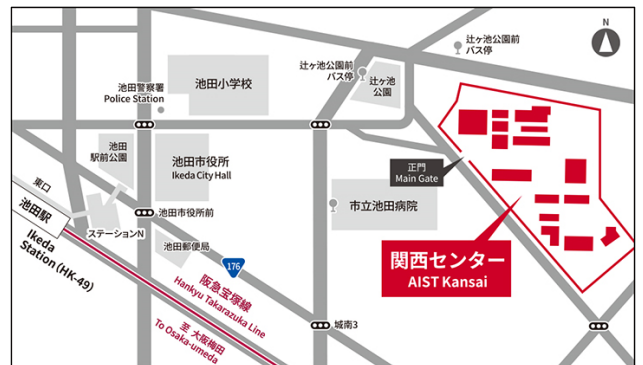 N
辻ヶ池公園前
バス停
辻ヶ池公園前
バス停
辻ヶ池
公園
池田警察署
Police Station
池田小学校
池田
駅前公園
池田市役所
Ikeda City Hall
正門
Main Gate
東口
池田駅
Ikeda
Station (HK-49)
ステーションN
池田市役所前
池田郵便局
市立池田病院
関西センター
AIST Kansai
176
阪急宝塚線
Hankyu Takarazuka Line
至 大阪梅田
To Osaka-umeda
城南3